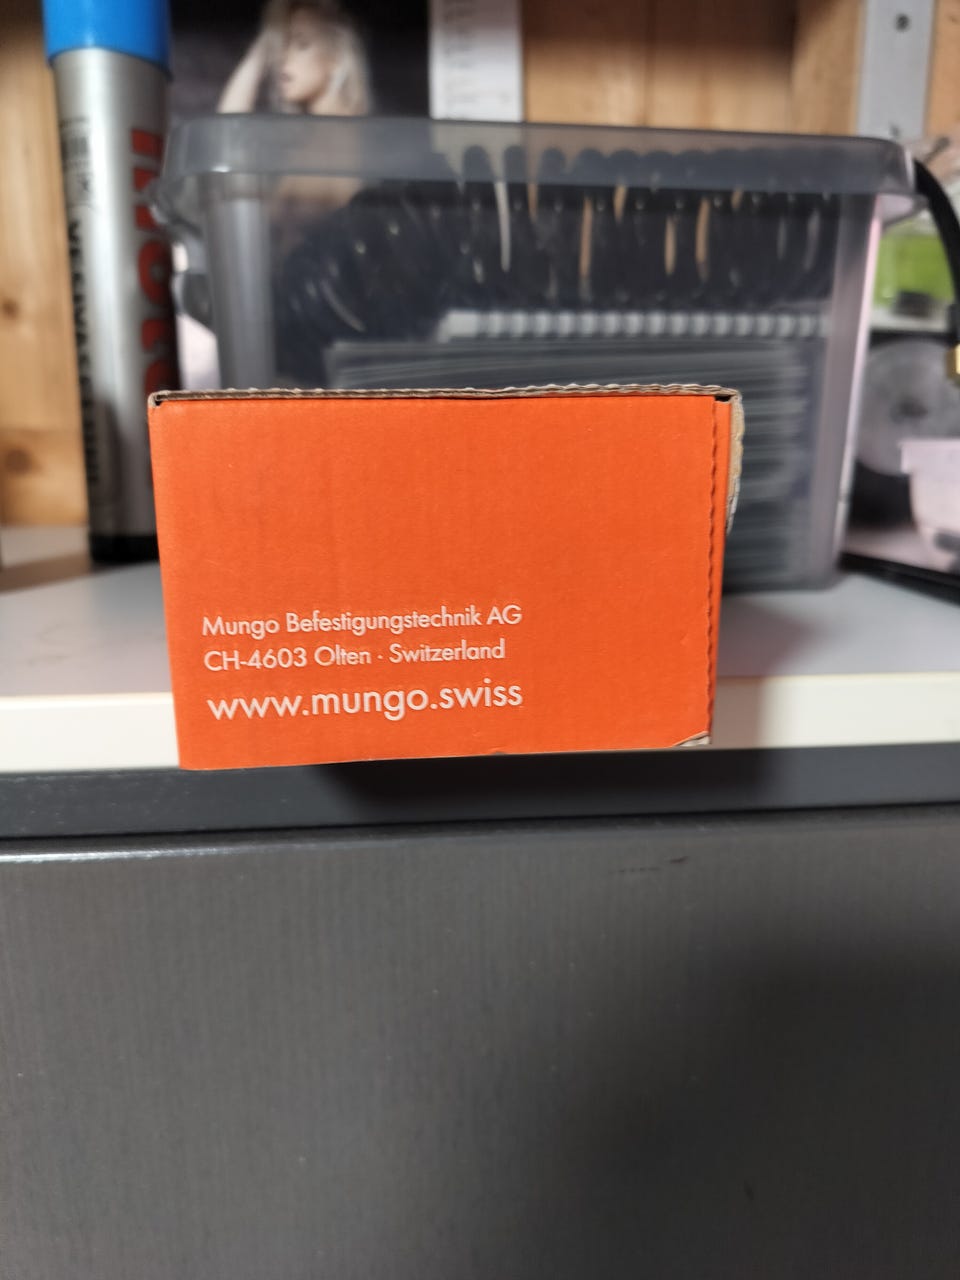 Mungo Befestigungstechnik AG
CH-4603 Olten · Switzerland
www.mungo.swiss